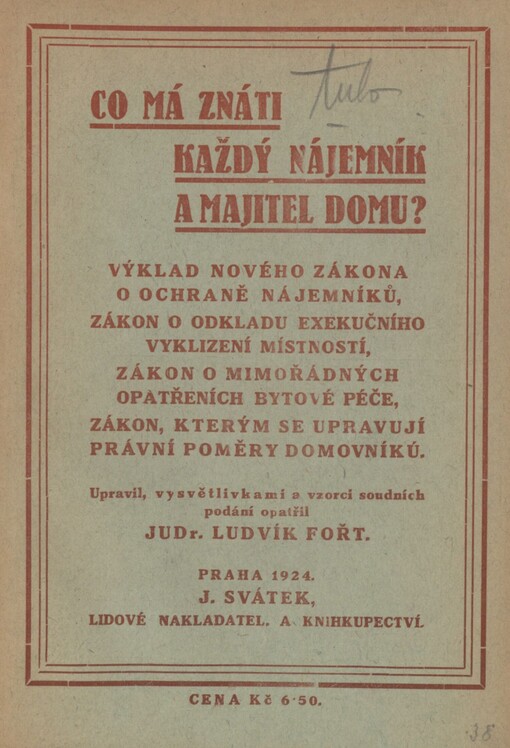 CO MÁ ZNÁTI
KAŽDÝ NÁJEMNÍK
A MAJITEL DOMU?
VÝKLAD NOVÉHO ZÁKONA
O OCHRANĚ NÁJEMNÍKŮ,
ZÁKON O ODKLADU EXEKUČNÍHO
VYKLIZENÍ MÍSTNOSTÍ,
ZÁKON O MIMOŘÁDNÝCH
OPATŘENÍCH BYTOVÉ PÉČE,
ZÁKON, KTERÝM SE UPRAVUJÍ
PRÁVNÍ POMĚRY DOMOVNÍKŮ.
Upravil, vysvětlivkami a vzorci soudních
podání opatřil
JUDr. LUDVÍK FOŘT.
PRAHA 1924.
J. SVÁTEK,
LIDOVÉ NAKLADATEL. A KNIHKUPECTVÍ.
CENA Kč 6·50.
38